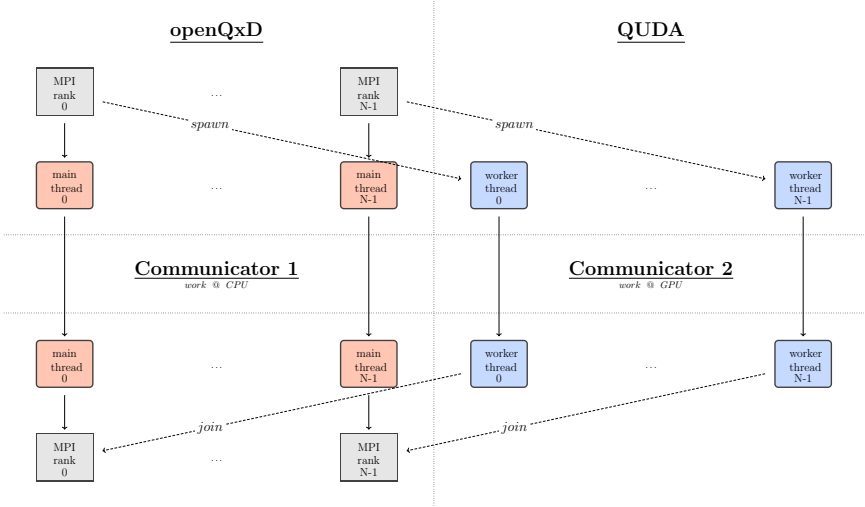 openQxD
QUDA
MPI
rank
0
...
MPI
rank
N-1
spawn
spawn
main
thread
0
...
main
thread
N-1
worker
thread
0
...
worker
thread
N-1
Communicator 1
work @ CPU
Communicator 2
work @ GPU
main
thread
0
...
main
thread
N-1
worker
thread
0
...
worker
thread
N-1
join
join
MPI
rank
0
...
MPI
rank
N-1